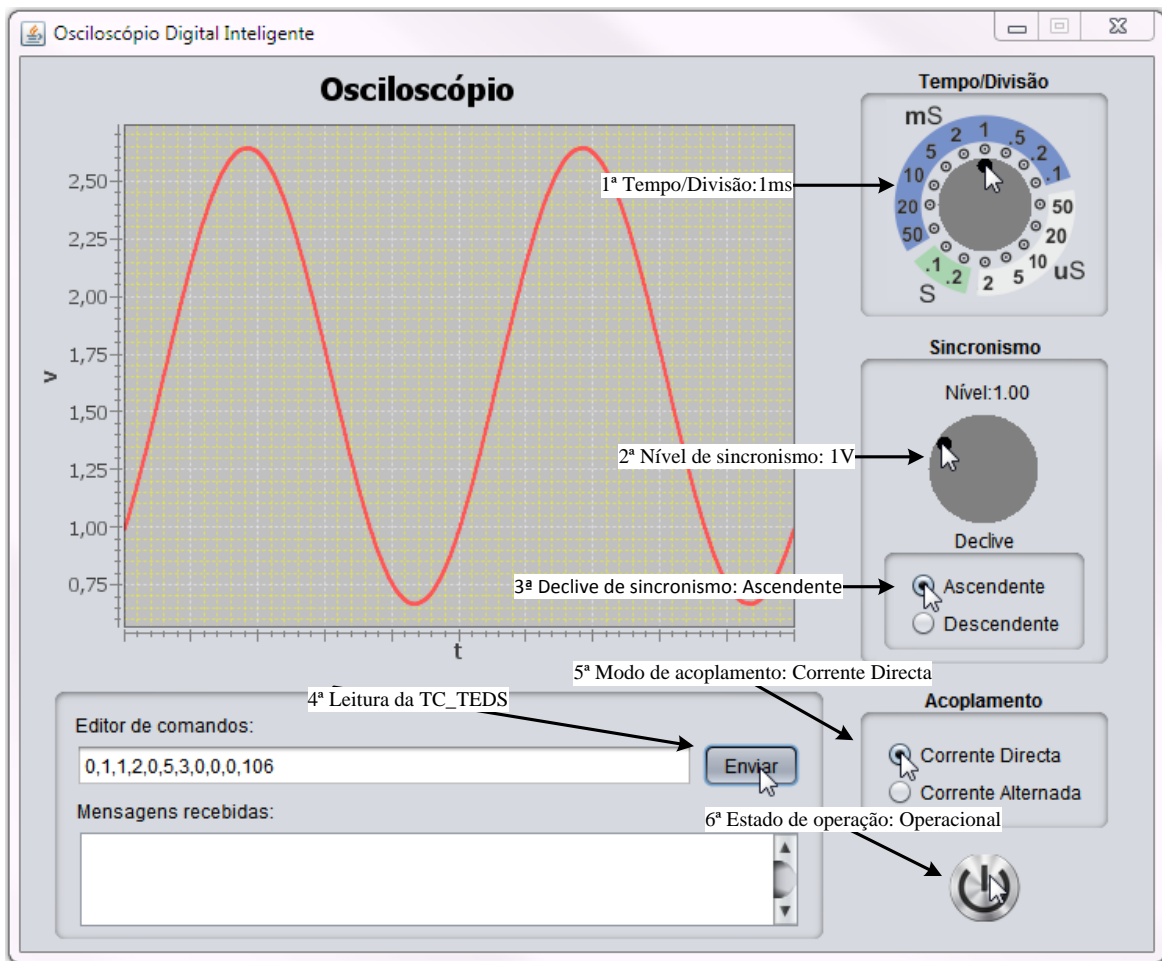 Osciloscópio Digital Inteligente
Osciloscópio
2,50
2,25
2,00
1,75
1,50
1,25
1,00
0,75
v
t
Tempo/Divisão
mS
50
20
10
5
2
1
.5
.2
.1
50
20
10
5
2
uS
.2
.1
S
1ª Tempo/Divisão:1ms
Sincronismo
Nível:1.00
2ª Nível de sincronismo: 1V
Declive
3ª Declive de sincronismo: Ascendente
Ascendente
Descendente
5ª Modo de acoplamento: Corrente Directa
4ª Leitura da TC_TEDS
Editor de comandos:
0,1,1,2,0,5,3,0,0,0,106
Enviar
Mensagens recebidas:
Acoplamento
Corrente Directa
Corrente Alternada
6ª Estado de operação: Operacional